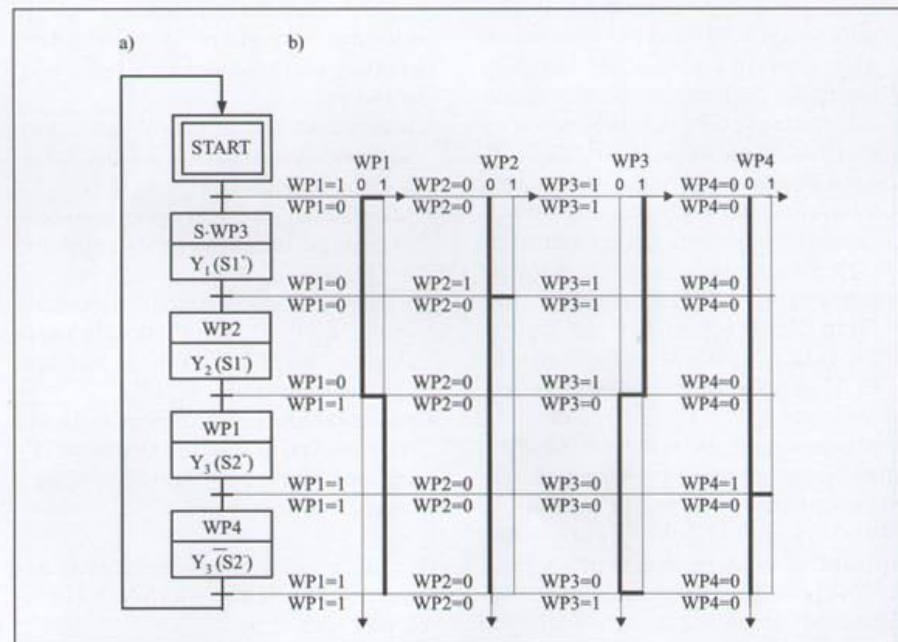 a) b)
START
S·WP3
Y₁(S1⁺)
WP2
Y₂(S1⁻)
WP1
Y₃(S2⁺)
WP4
Y̅₃(S2⁻)
WP1 WP2 WP3 WP4
WP1=1 0 1 WP2=0 0 1 WP3=1 0 1 WP4=0 0 1
WP1=0 WP2=0 WP3=1 WP4=0
WP1=0 WP2=1 WP3=1 WP4=0
WP1=0 WP2=0 WP3=1 WP4=0
WP1=0 WP2=0 WP3=1 WP4=0
WP1=1 WP2=0 WP3=0 WP4=0
WP1=1 WP2=0 WP3=0 WP4=1
WP1=1 WP2=0 WP3=0 WP4=0
WP1=1 WP2=0 WP3=0 WP4=0
WP1=1 WP2=0 WP3=1 WP4=0